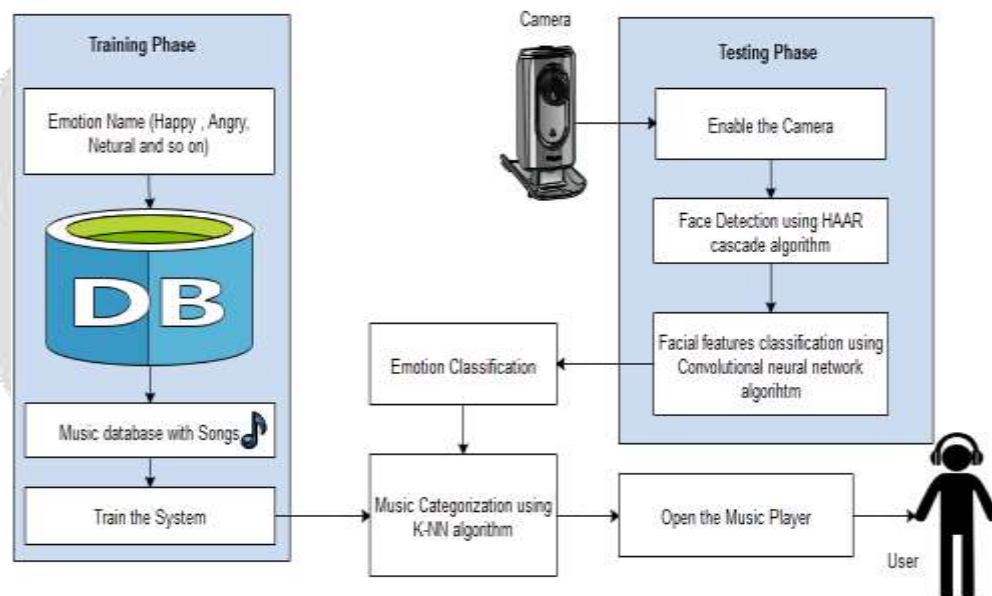 Training Phase
Emotion Name (Happy , Angry,
Netural and so on)
DB
Music database with Songs
Train the System
Camera
Testing Phase
Enable the Camera
Face Detection using HAAR
cascade algorithm
Facial features classification using
Convolutional neural network
algorihtm
Emotion Classification
Music Categorization using
K-NN algorithm
Open the Music Player
User